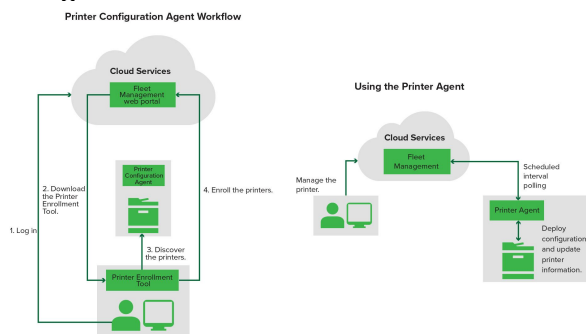 Printer Configuration Agent Workflow
Cloud Services
Fleet
Management
web portal
Printer
Configuration
Agent
2. Download
the Printer
Enrollment
Tool.
4. Enroll the printers.
1. Log in
3. Discover
the printers.
Printer Enrollment
Tool
Using the Printer Agent
Cloud Services
Fleet
Management
Manage the
printer.
Scheduled
interval
polling
Printer Agent
Deploy
configuration
and update
printer
information.